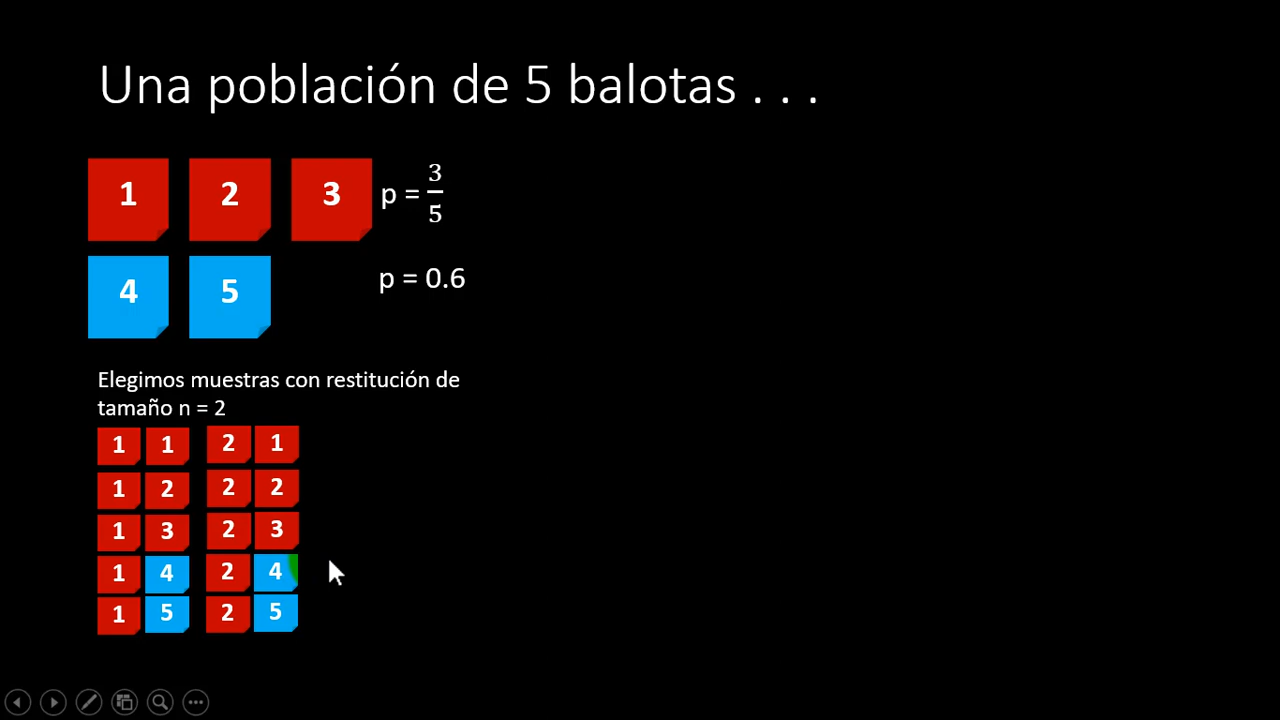 Una población de 5 balotas . . .
1 2 3 p = 3/5
4 5 p = 0.6
Elegimos muestras con restitución de
tamaño n = 2
1 1 2 1
1 2 2 2
1 3 2 3
1 4 2 4
1 5 2 5